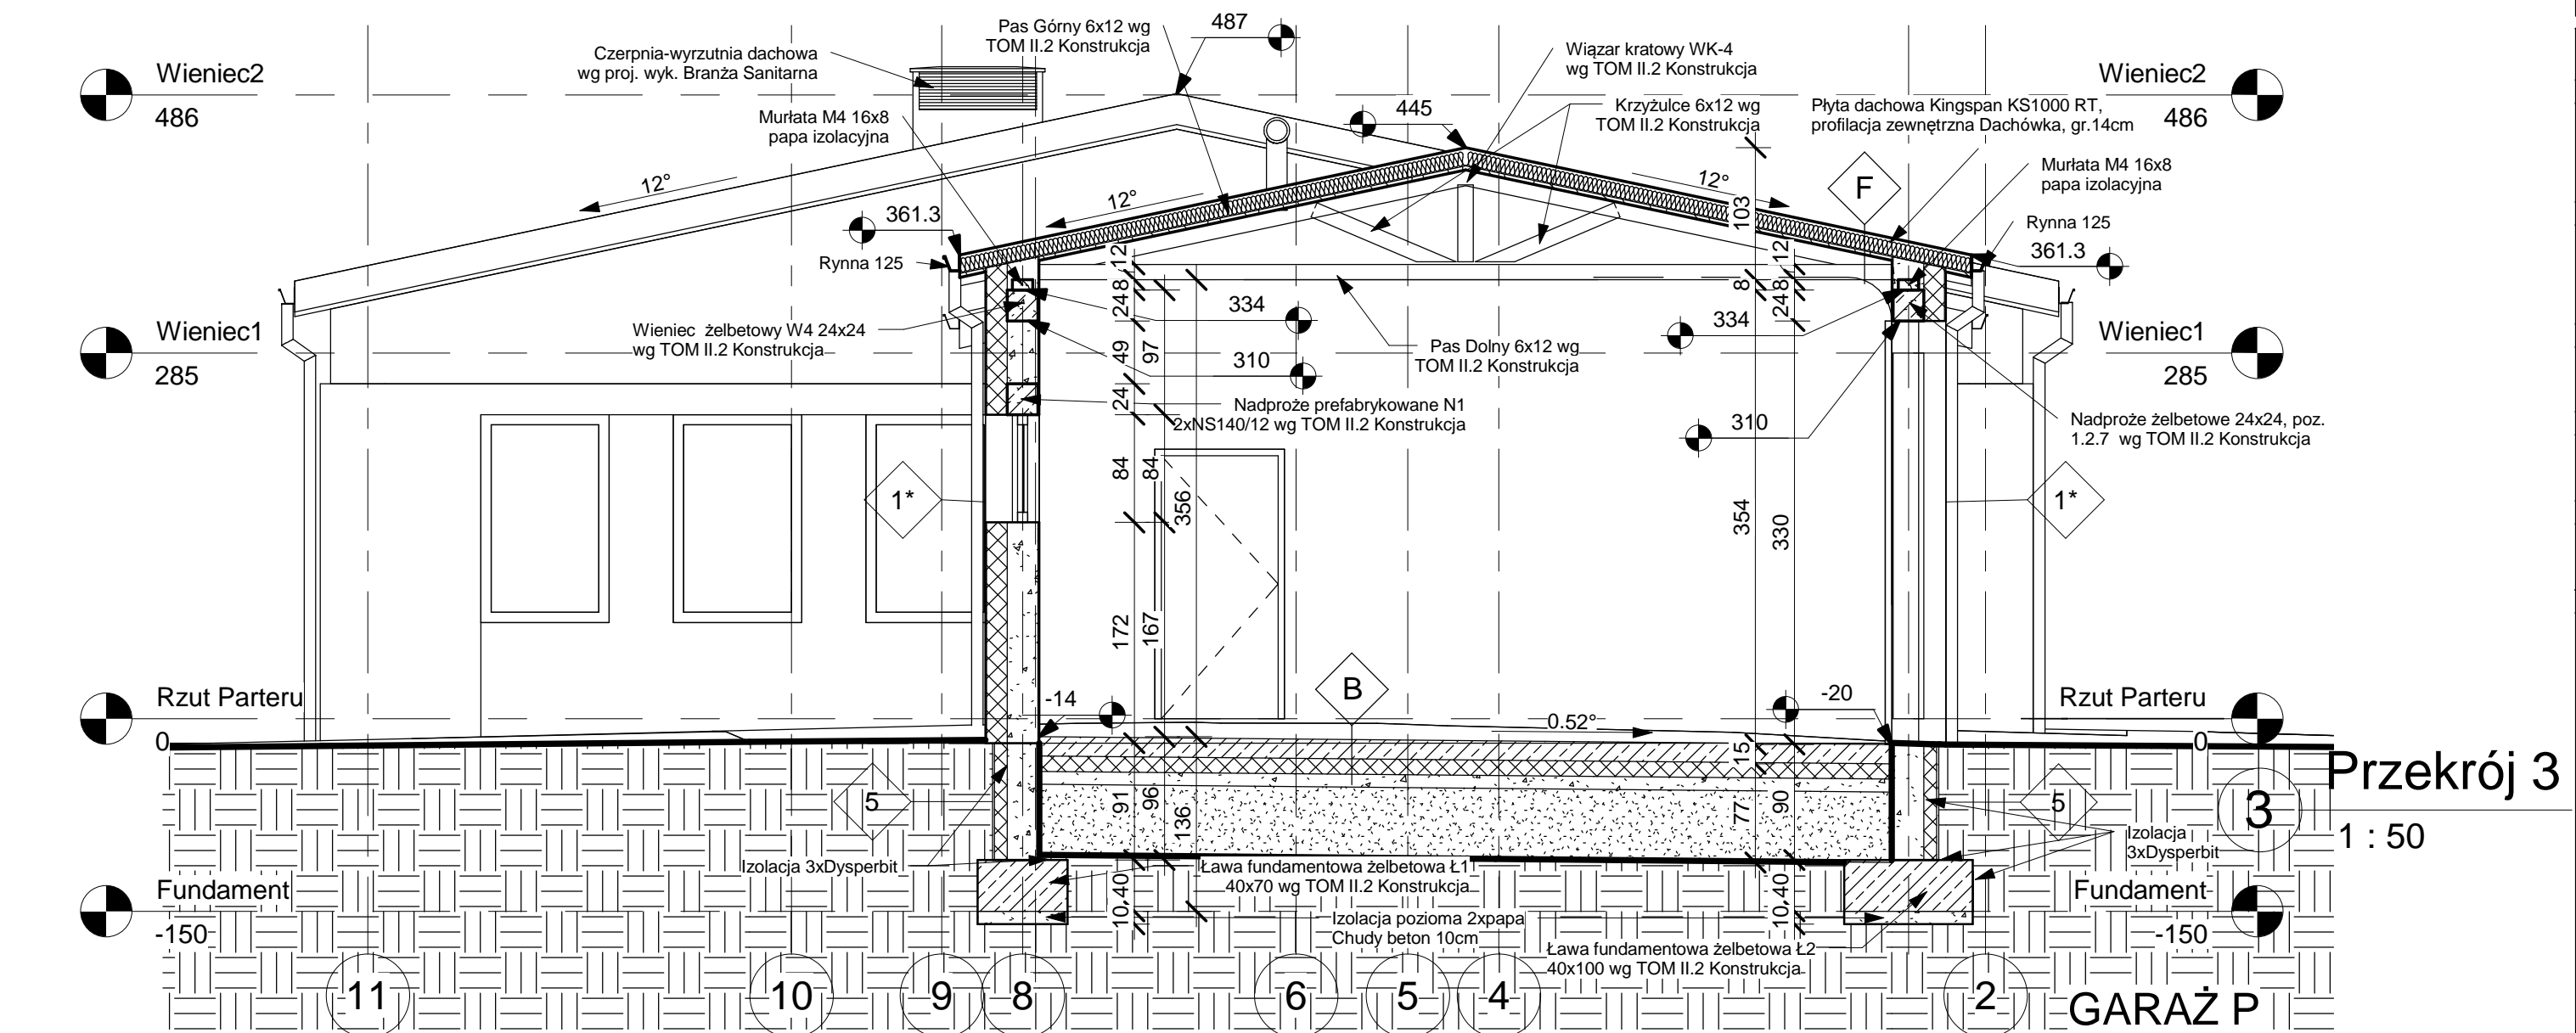 Pas Górny 6x12 wg
TOM II.2 Konstrukcja
487
Czerpnia-wyrzutnia dachowa
wg proj. wyk. Branża Sanitarna
Wiązar kratowy WK-4
wg TOM II.2 Konstrukcja
Wieniec2
486
Wieniec2
486
Murłata M4 16x8
papa izolacyjna
445
Krzyżulce 6x12 wg
TOM II.2 Konstrukcja
Płyta dachowa Kingspan KS1000 RT,
profilacja zewnętrzna Dachówka, gr.14cm
Murłata M4 16x8
papa izolacyjna
12°
12°
12°
F
103
361.3
Rynna 125
Rynna 125
361.3
12
8
24
49
97
24
84
84
356
172
167
12
8
8
24
354
330
334
334
310
310
Wieniec1
285
Wieniec1
285
Wieniec żelbetowy W4 24x24
wg TOM II.2 Konstrukcja
Pas Dolny 6x12 wg
TOM II.2 Konstrukcja
Nadproże prefabrykowane N1
2xNS140/12 wg TOM II.2 Konstrukcja
Nadproże żelbetowe 24x24, poz.
1.2.7 wg TOM II.2 Konstrukcja
1*
1*
B
-14
-20
0.52°
Rzut Parteru
0
Rzut Parteru
0
15
91
96
136
77
90
10,40
10,40
5
5
Izolacja 3xDysperbit
Izolacja
3xDysperbit
Ława fundamentowa żelbetowa Ł1
40x70 wg TOM II.2 Konstrukcja
Izolacja pozioma 2xpapa
Chudy beton 10cm
Ława fundamentowa żelbetowa Ł2
40x100 wg TOM II.2 Konstrukcja
Fundament
-150
Fundament
-150
3
Przekrój 3
1 : 50
11
10
9
8
6
5
4
2
GARAŻ P